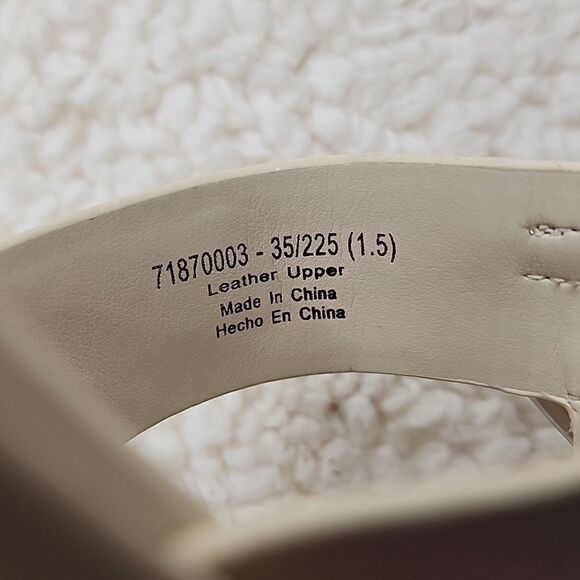 71870003 - 35/225 (1.5)
Leather Upper
Made In China
Hecho En China